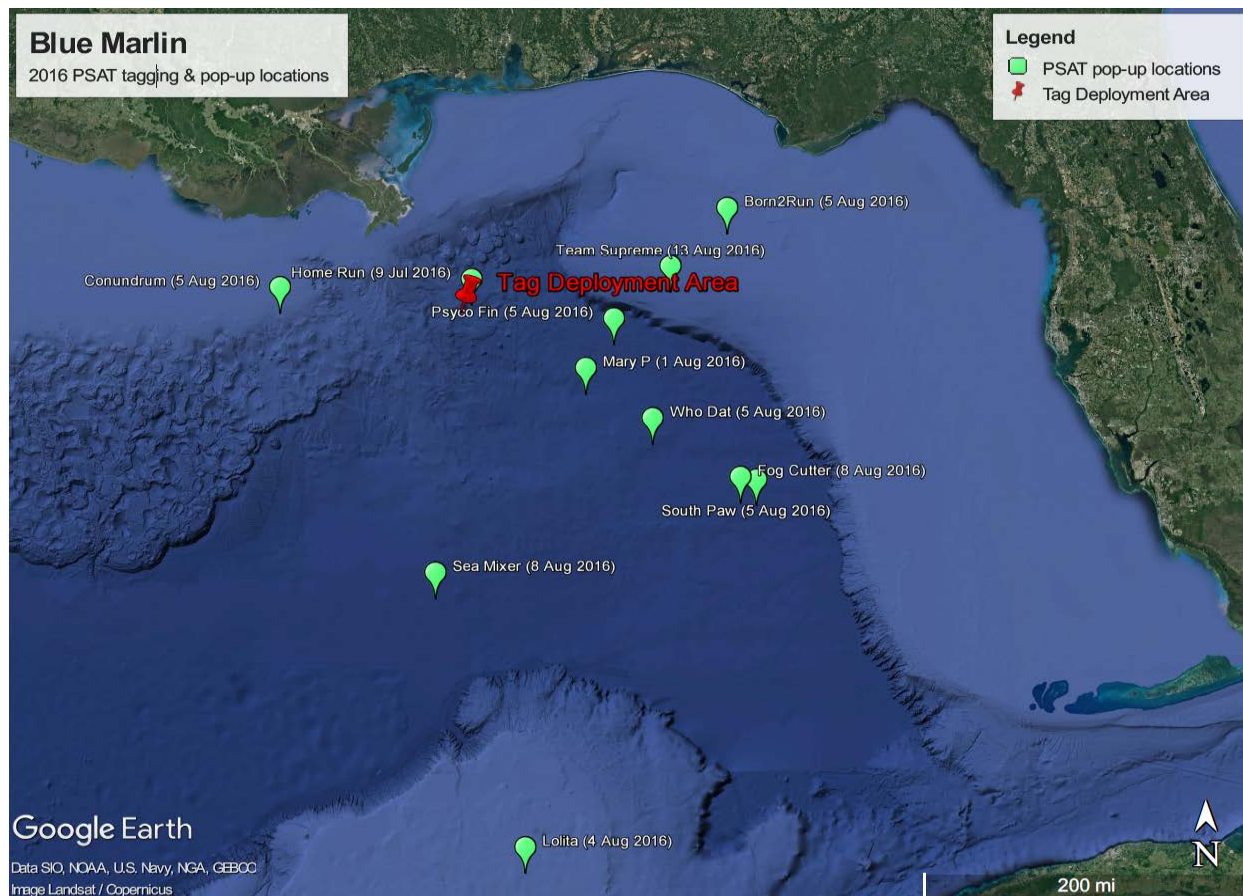 Blue Marlin
2016 PSAT tagging & pop-up locations
Legend
PSAT pop-up locations
Tag Deployment Area
Born2Run (5 Aug 2016)
Team Supreme (13 Aug 2016)
Conundrum (5 Aug 2016)
Home Run (9 Jul 2016)
Tag Deployment Area
Psyco Fin (5 Aug 2016)
Mary P (1 Aug 2016)
Who Dat (5 Aug 2016)
Fog Cutter (8 Aug 2016)
South Paw (5 Aug 2016)
Sea Mixer (8 Aug 2016)
Lolita (4 Aug 2016)
Google Earth
Data SIO, NOAA, U.S. Navy, NGA, GEBCO
Image Landsat / Copernicus
N
200 mi